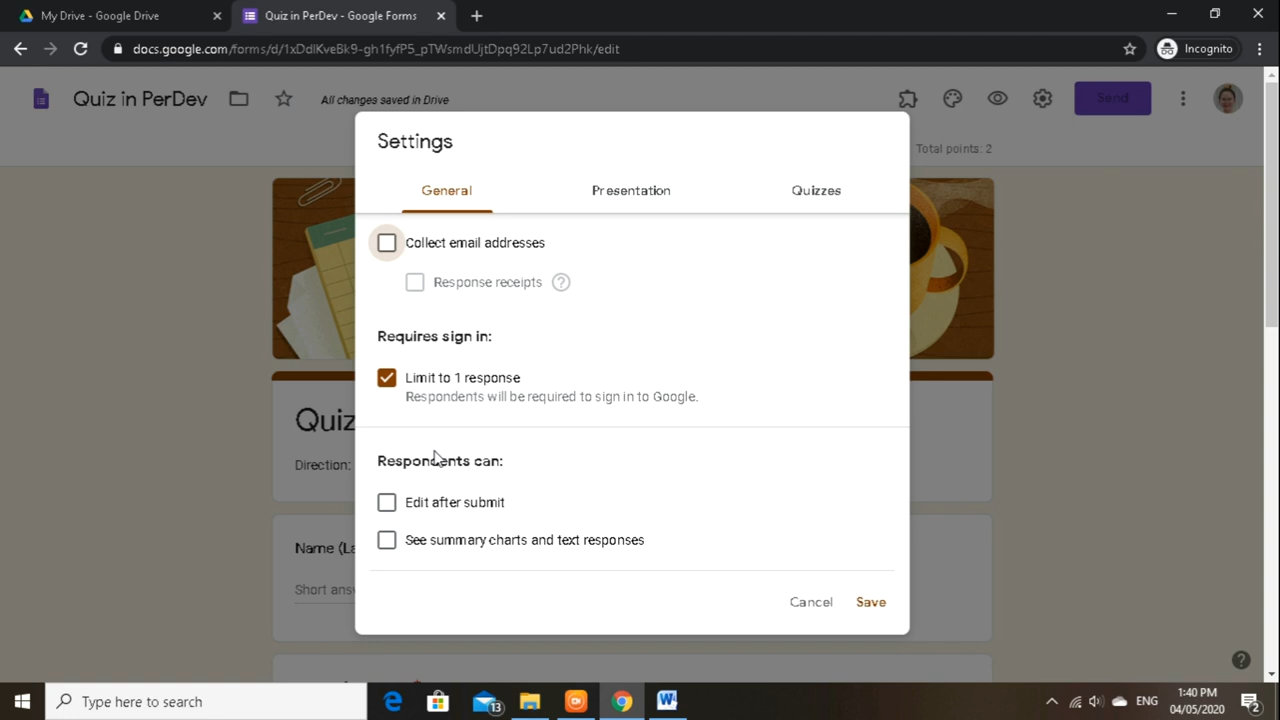 My Drive - Google Drive
Quiz in PerDev - Google Forms
docs.google.com/forms/d/1xDdlKveBk9-gh1fyfP5_pTWsmdUjtDpq92Lp7ud2Phk/edit
Incognito
Quiz in PerDev
All changes saved in Drive
Send
Total points: 2
Settings
General
Presentation
Quizzes
Collect email addresses
Response receipts
Requires sign in:
Limit to 1 response
Respondents will be required to sign in to Google.
Quiz
Direction:
Respondents can:
Edit after submit
Name (La
See summary charts and text responses
Short ans
Cancel
Save
Type here to search
13
ENG
1:40 PM
04/05/2020
2